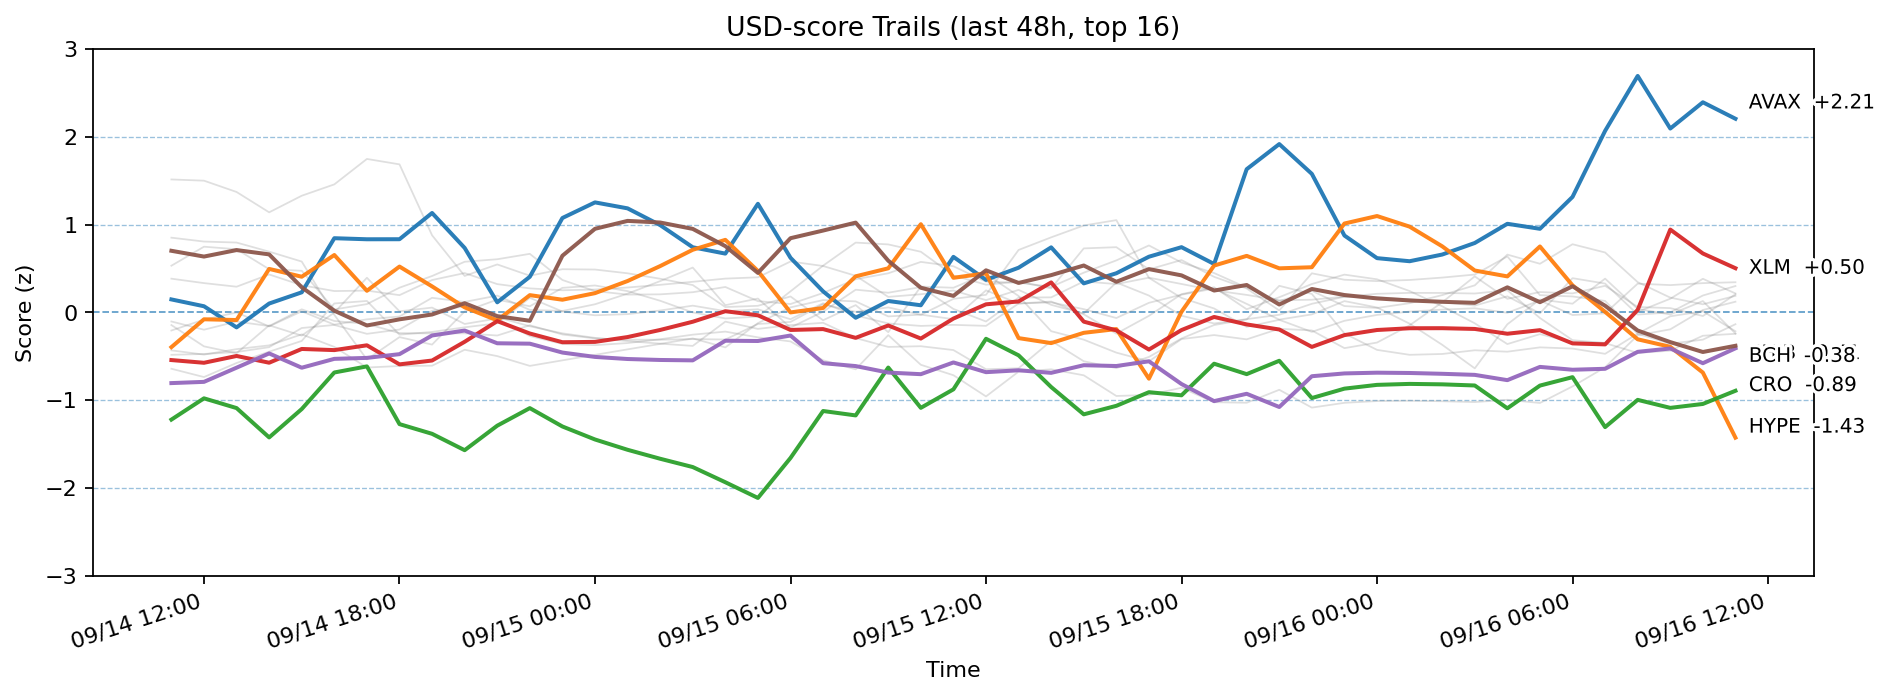 USD-score Trails (last 48h, top 16)
3
2
1
0
−1
−2
−3
Score (z)
AVAX +2.21
XLM +0.50
BCH -0.38
CRO -0.89
HYPE -1.43
09/14 12:00
09/14 18:00
09/15 00:00
09/15 06:00
09/15 12:00
09/15 18:00
09/16 00:00
09/16 06:00
09/16 12:00
Time